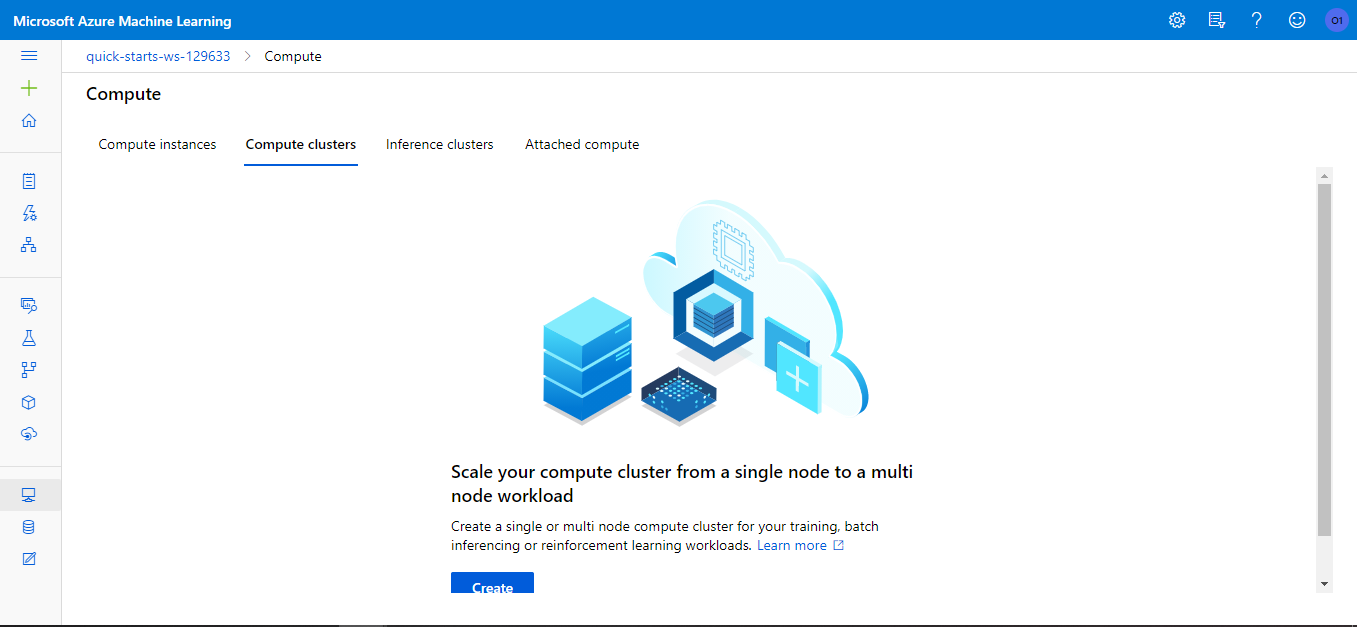 Microsoft Azure Machine Learning
?
O1
quick-starts-ws-129633 > Compute
Compute
Compute instances Compute clusters Inference clusters Attached compute
Scale your compute cluster from a single node to a multi
node workload
Create a single or multi node compute cluster for your training, batch
inferencing or reinforcement learning workloads. Learn more
Create